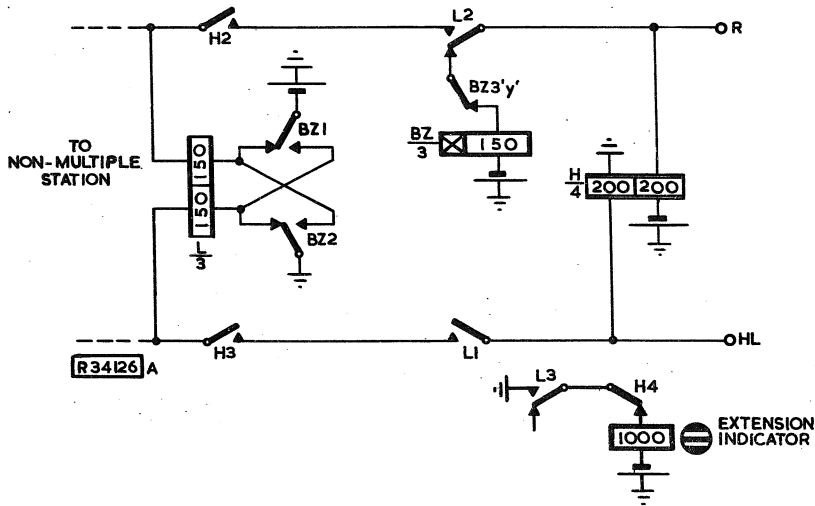 H2
L2
R
BZ3'y'
BZ1
BZ
3
150
TO
NON-MULTIPLE
STATION
150
150
L
3
H
4
200 200
BZ2
H3
L1
HL
R34126 A
L3
H4
1000
EXTENSION
INDICATOR